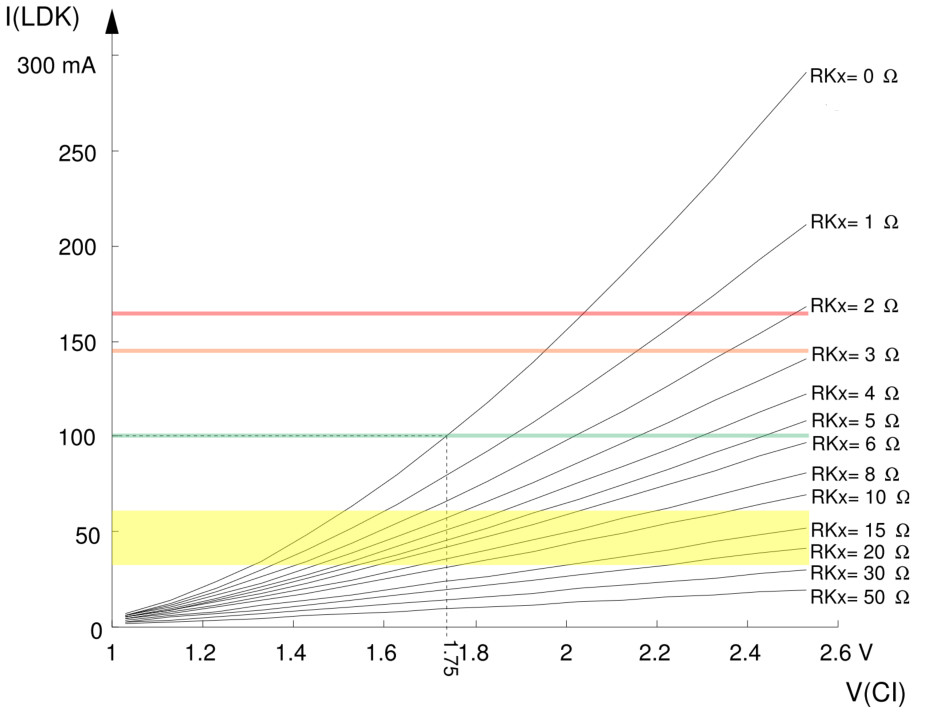 I(LDK)
300 mA
250
200
150
100
50
0
RKx= 0 Ω
RKx= 1 Ω
RKx= 2 Ω
RKx= 3 Ω
RKx= 4 Ω
RKx= 5 Ω
RKx= 6 Ω
RKx= 8 Ω
RKx= 10 Ω
RKx= 15 Ω
RKx= 20 Ω
RKx= 30 Ω
RKx= 50 Ω
1 1.2 1.4 1.6 1.75 1.8 2 2.2 2.4 2.6 V
V(CI)